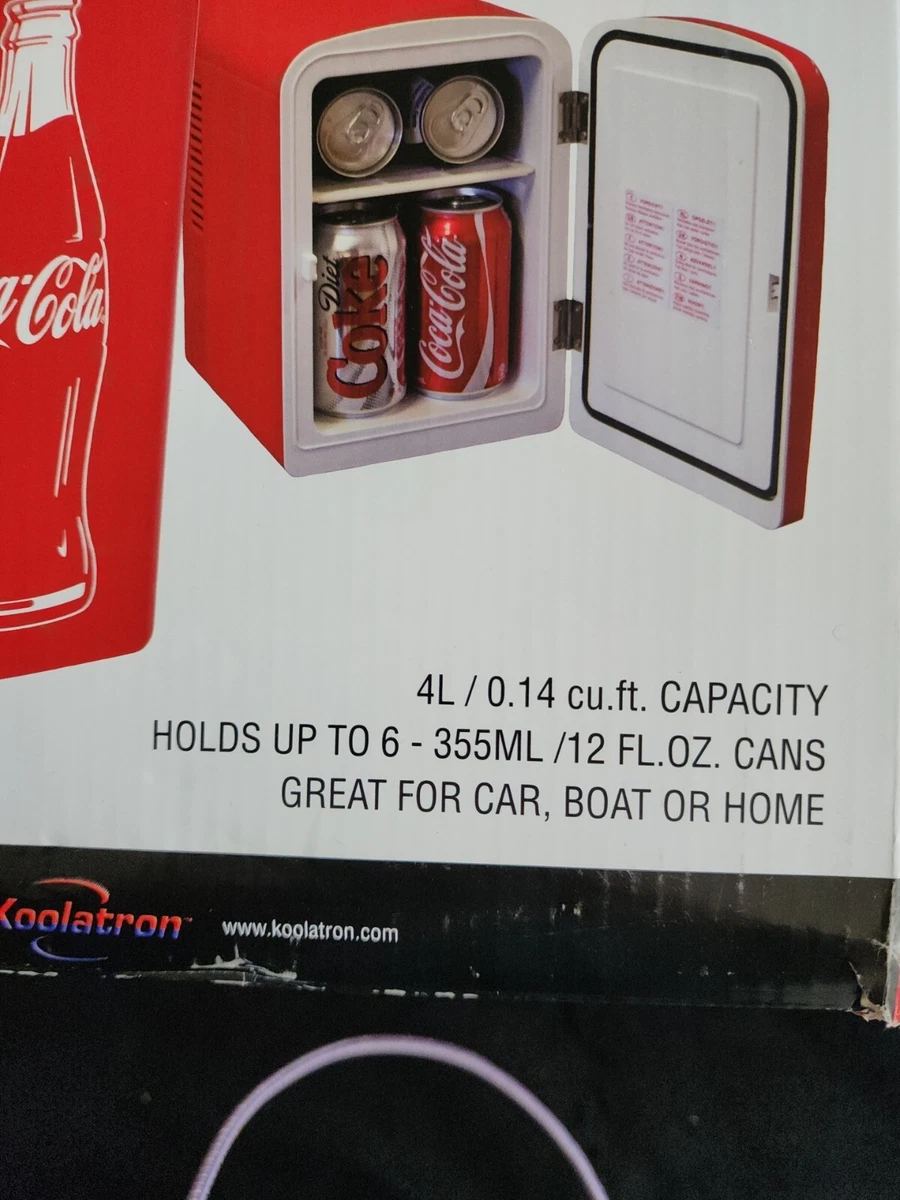 Coca-Cola
Diet
Coke
Coca-Cola
4L / 0.14 cu.ft. CAPACITY
HOLDS UP TO 6 - 355ML /12 FL.OZ. CANS
GREAT FOR CAR, BOAT OR HOME
Koolatron™
www.koolatron.com